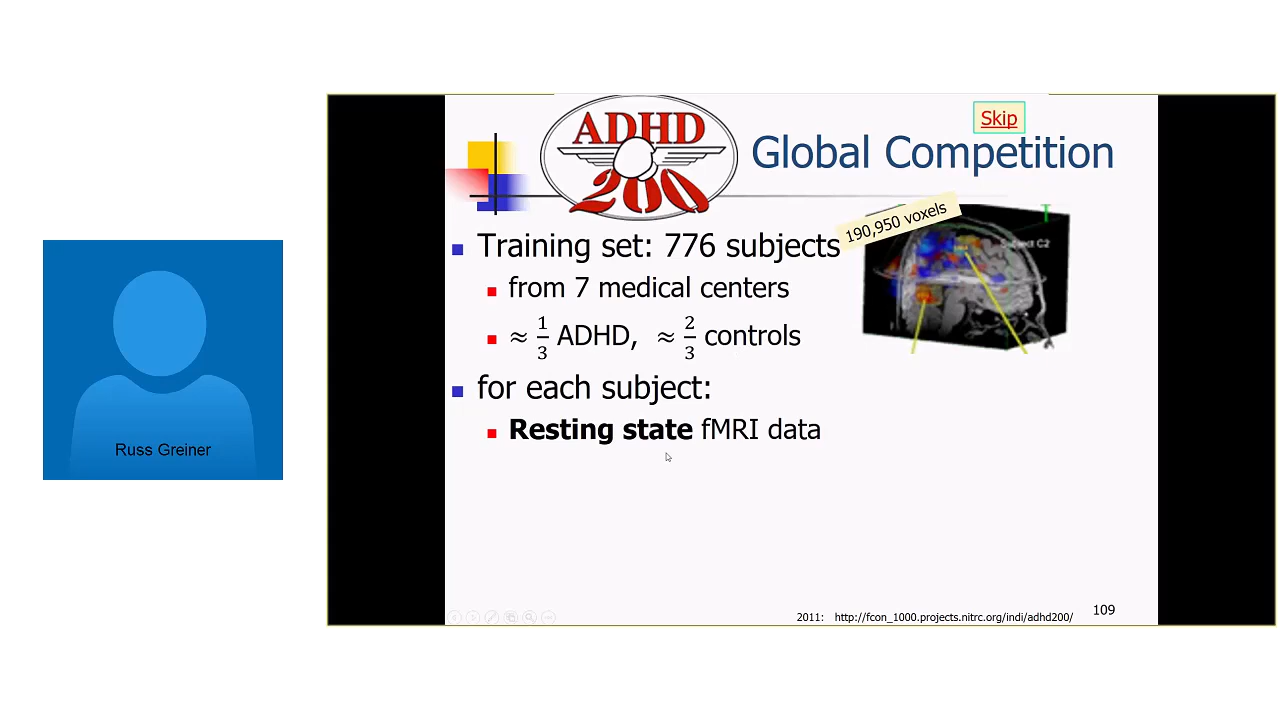 Skip
ADHD
200
Global Competition
190,950 voxels
Subject C2
Training set: 776 subjects
from 7 medical centers
≈ 1/3 ADHD, ≈ 2/3 controls
for each subject:
Resting state fMRI data
Russ Greiner
2011: http://fcon_1000.projects.nitrc.org/indi/adhd200/
109